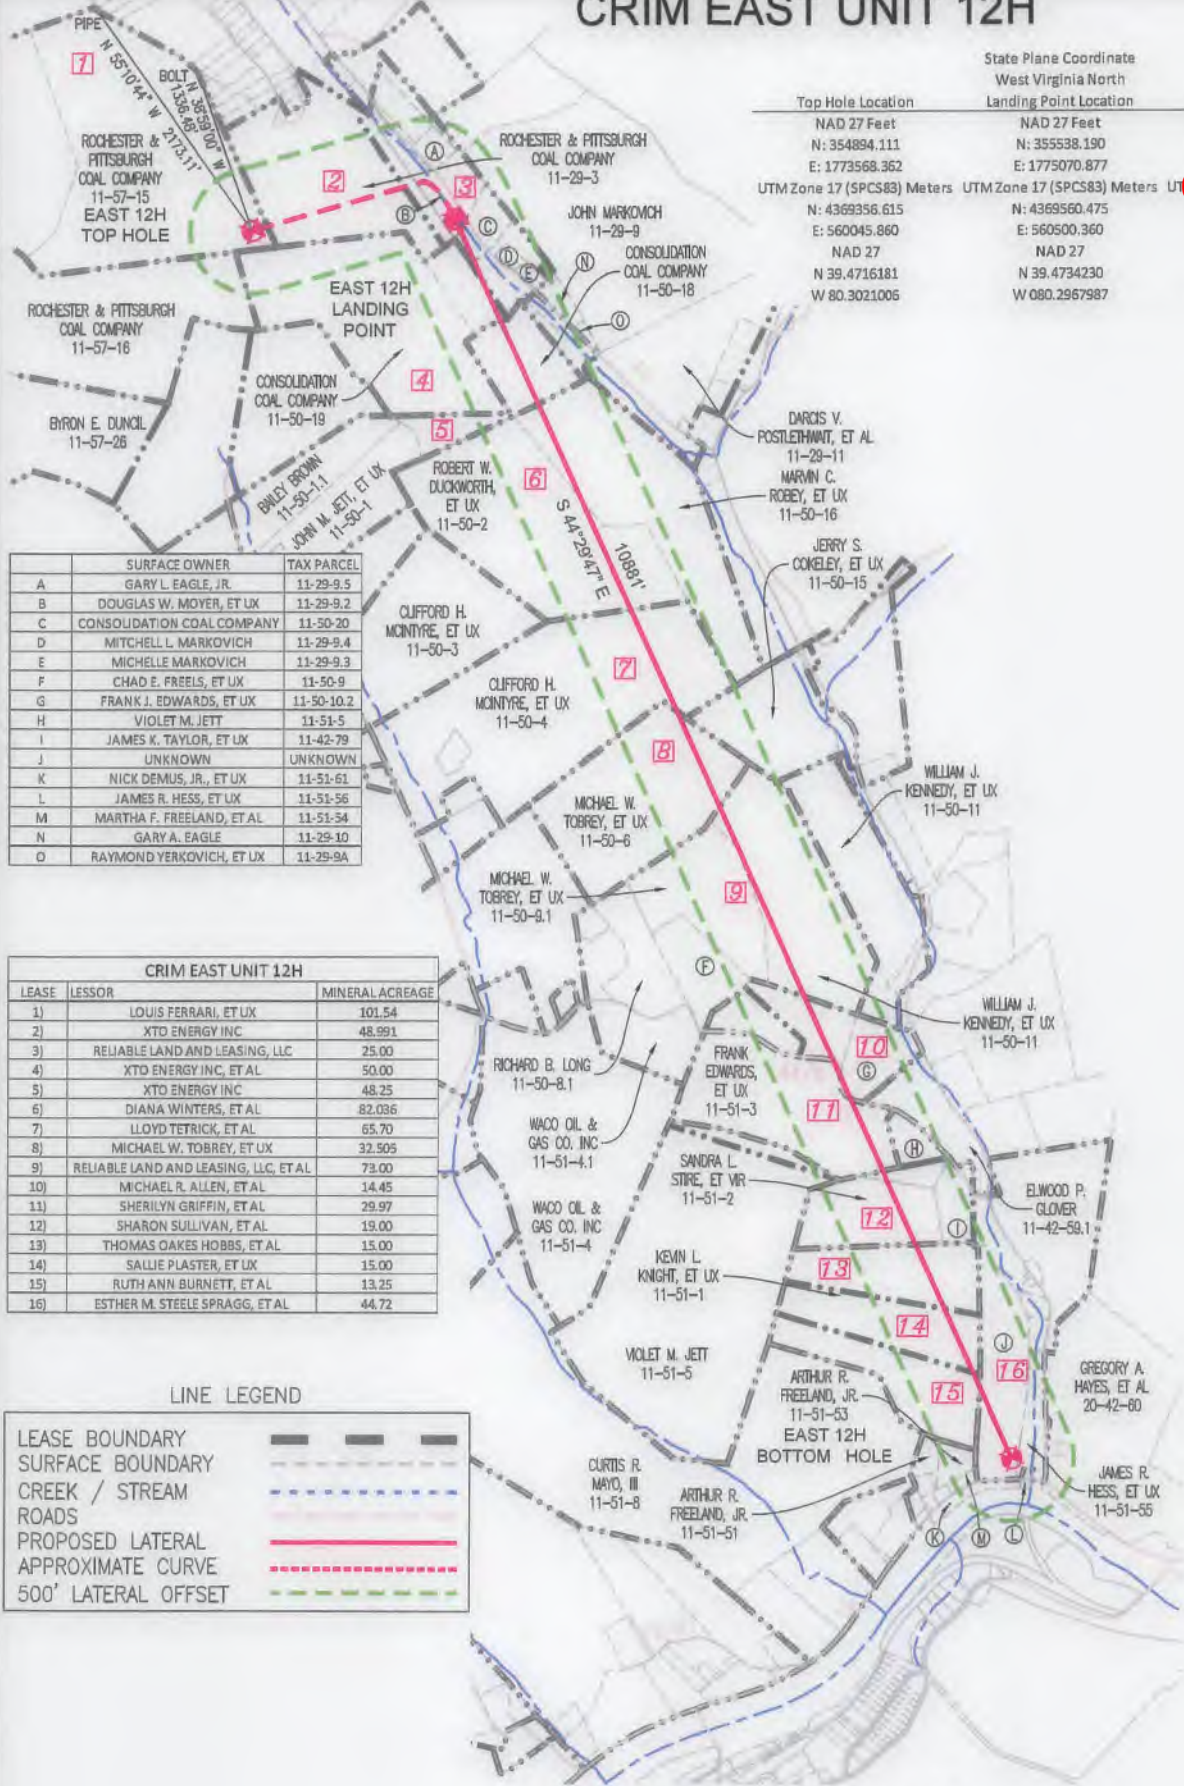 CRIM EAST UNIT 12H
State Plane Coordinate
West Virginia North
Top Hole Location Landing Point Location
NAD 27 Feet NAD 27 Feet
N: 354894.111 N: 355538.190
E: 1773568.362 E: 1775070.877
UTM Zone 17 (SPCS83) Meters UTM Zone 17 (SPCS83) Meters
N: 4369356.615 N: 4369560.475
E: 560045.860 E: 560500.360
NAD 27 NAD 27
N 39.4716181 N 39.4734230
W 80.3021006 W 080.2967987
PIPE
1
N 55°10'44" W 2173.11'
BOLT
N 38°59'00" W
1336.48'
ROCHESTER &
PITTSBURGH
COAL COMPANY
11-57-15
EAST 12H
TOP HOLE
2
A
ROCHESTER & PITTSBURGH
COAL COMPANY
11-29-3
3
B
C
D
E
JOHN MARKOVICH
11-29-9
N
CONSOLIDATION
COAL COMPANY
11-50-18
O
EAST 12H
LANDING
POINT
ROCHESTER & PITTSBURGH
COAL COMPANY
11-57-16
CONSOLIDATION
COAL COMPANY
11-50-19
4
BYRON E. DUNCIL
11-57-26
5
BAILEY BROWN
11-50-1.1
JOHN M. JETT, ET UX
11-50-1
ROBERT W.
DUCKWORTH,
ET UX
11-50-2
6
S 44°29'47" E
10881'
DARCIS V.
POSTLETHWAIT, ET AL
11-29-11
MARVIN C.
ROBEY, ET UX
11-50-16
JERRY S.
COKELEY, ET UX
11-50-15
SURFACE OWNER TAX PARCEL
A GARY L. EAGLE, JR. 11-29-9.5
B DOUGLAS W. MOYER, ET UX 11-29-9.2
C CONSOLIDATION COAL COMPANY 11-50-20
D MITCHELL L. MARKOVICH 11-29-9.4
E MICHELLE MARKOVICH 11-29-9.3
F CHAD E. FREELS, ET UX 11-50-9
G FRANK J. EDWARDS, ET UX 11-50-10.2
H VIOLET M. JETT 11-51-5
I JAMES K. TAYLOR, ET UX 11-42-79
J UNKNOWN UNKNOWN
K NICK DEMUS, JR., ET UX 11-51-61
L JAMES R. HESS, ET UX 11-51-56
M MARTHA F. FREELAND, ET AL 11-51-54
N GARY A. EAGLE 11-29-10
O RAYMOND YERKOVICH, ET UX 11-29-9A
CLIFFORD H.
MCINTYRE, ET UX
11-50-3
CLIFFORD H.
MCINTYRE, ET UX
11-50-4
7
8
MICHAEL W.
TOBREY, ET UX
11-50-6
WILLIAM J.
KENNEDY, ET UX
11-50-11
MICHAEL W.
TOBREY, ET UX
11-50-9.1
9
F
CRIM EAST UNIT 12H
LEASE LESSOR MINERAL ACREAGE
1) LOUIS FERRARI, ET UX 101.54
2) XTO ENERGY INC 48.991
3) RELIABLE LAND AND LEASING, LLC 25.00
4) XTO ENERGY INC, ET AL 50.00
5) XTO ENERGY INC 48.25
6) DIANA WINTERS, ET AL 82.036
7) LLOYD TETRICK, ET AL 65.70
8) MICHAEL W. TOBREY, ET UX 32.505
9) RELIABLE LAND AND LEASING, LLC, ET AL 73.00
10) MICHAEL R. ALLEN, ET AL 14.45
11) SHERILYN GRIFFIN, ET AL 29.97
12) SHARON SULLIVAN, ET AL 19.00
13) THOMAS OAKES HOBBS, ET AL 15.00
14) SALLIE PLASTER, ET UX 15.00
15) RUTH ANN BURNETT, ET AL 13.25
16) ESTHER M. STEELE SPRAGG, ET AL 44.72
WILLIAM J.
KENNEDY, ET UX
11-50-11
RICHARD B. LONG
11-50-8.1
FRANK
EDWARDS,
ET UX
11-51-3
10
G
11
WACO OIL &
GAS CO. INC
11-51-4.1
H
SANDRA L.
STIRE, ET VIR
11-51-2
ELWOOD P.
GLOVER
11-42-59.1
WACO OIL &
GAS CO. INC
11-51-4
12
I
KEVIN L.
KNIGHT, ET UX
11-51-1
13
14
VIOLET M. JETT
11-51-5
J
16
ARTHUR R.
FREELAND, JR.
11-51-53
15
GREGORY A.
HAYES, ET AL
20-42-60
EAST 12H
BOTTOM HOLE
CURTIS R.
MAYO, III
11-51-8
ARTHUR R.
FREELAND, JR.
11-51-51
JAMES R.
HESS, ET UX
11-51-55
K
M
L
LINE LEGEND
LEASE BOUNDARY
SURFACE BOUNDARY
CREEK / STREAM
ROADS
PROPOSED LATERAL
APPROXIMATE CURVE
500' LATERAL OFFSET